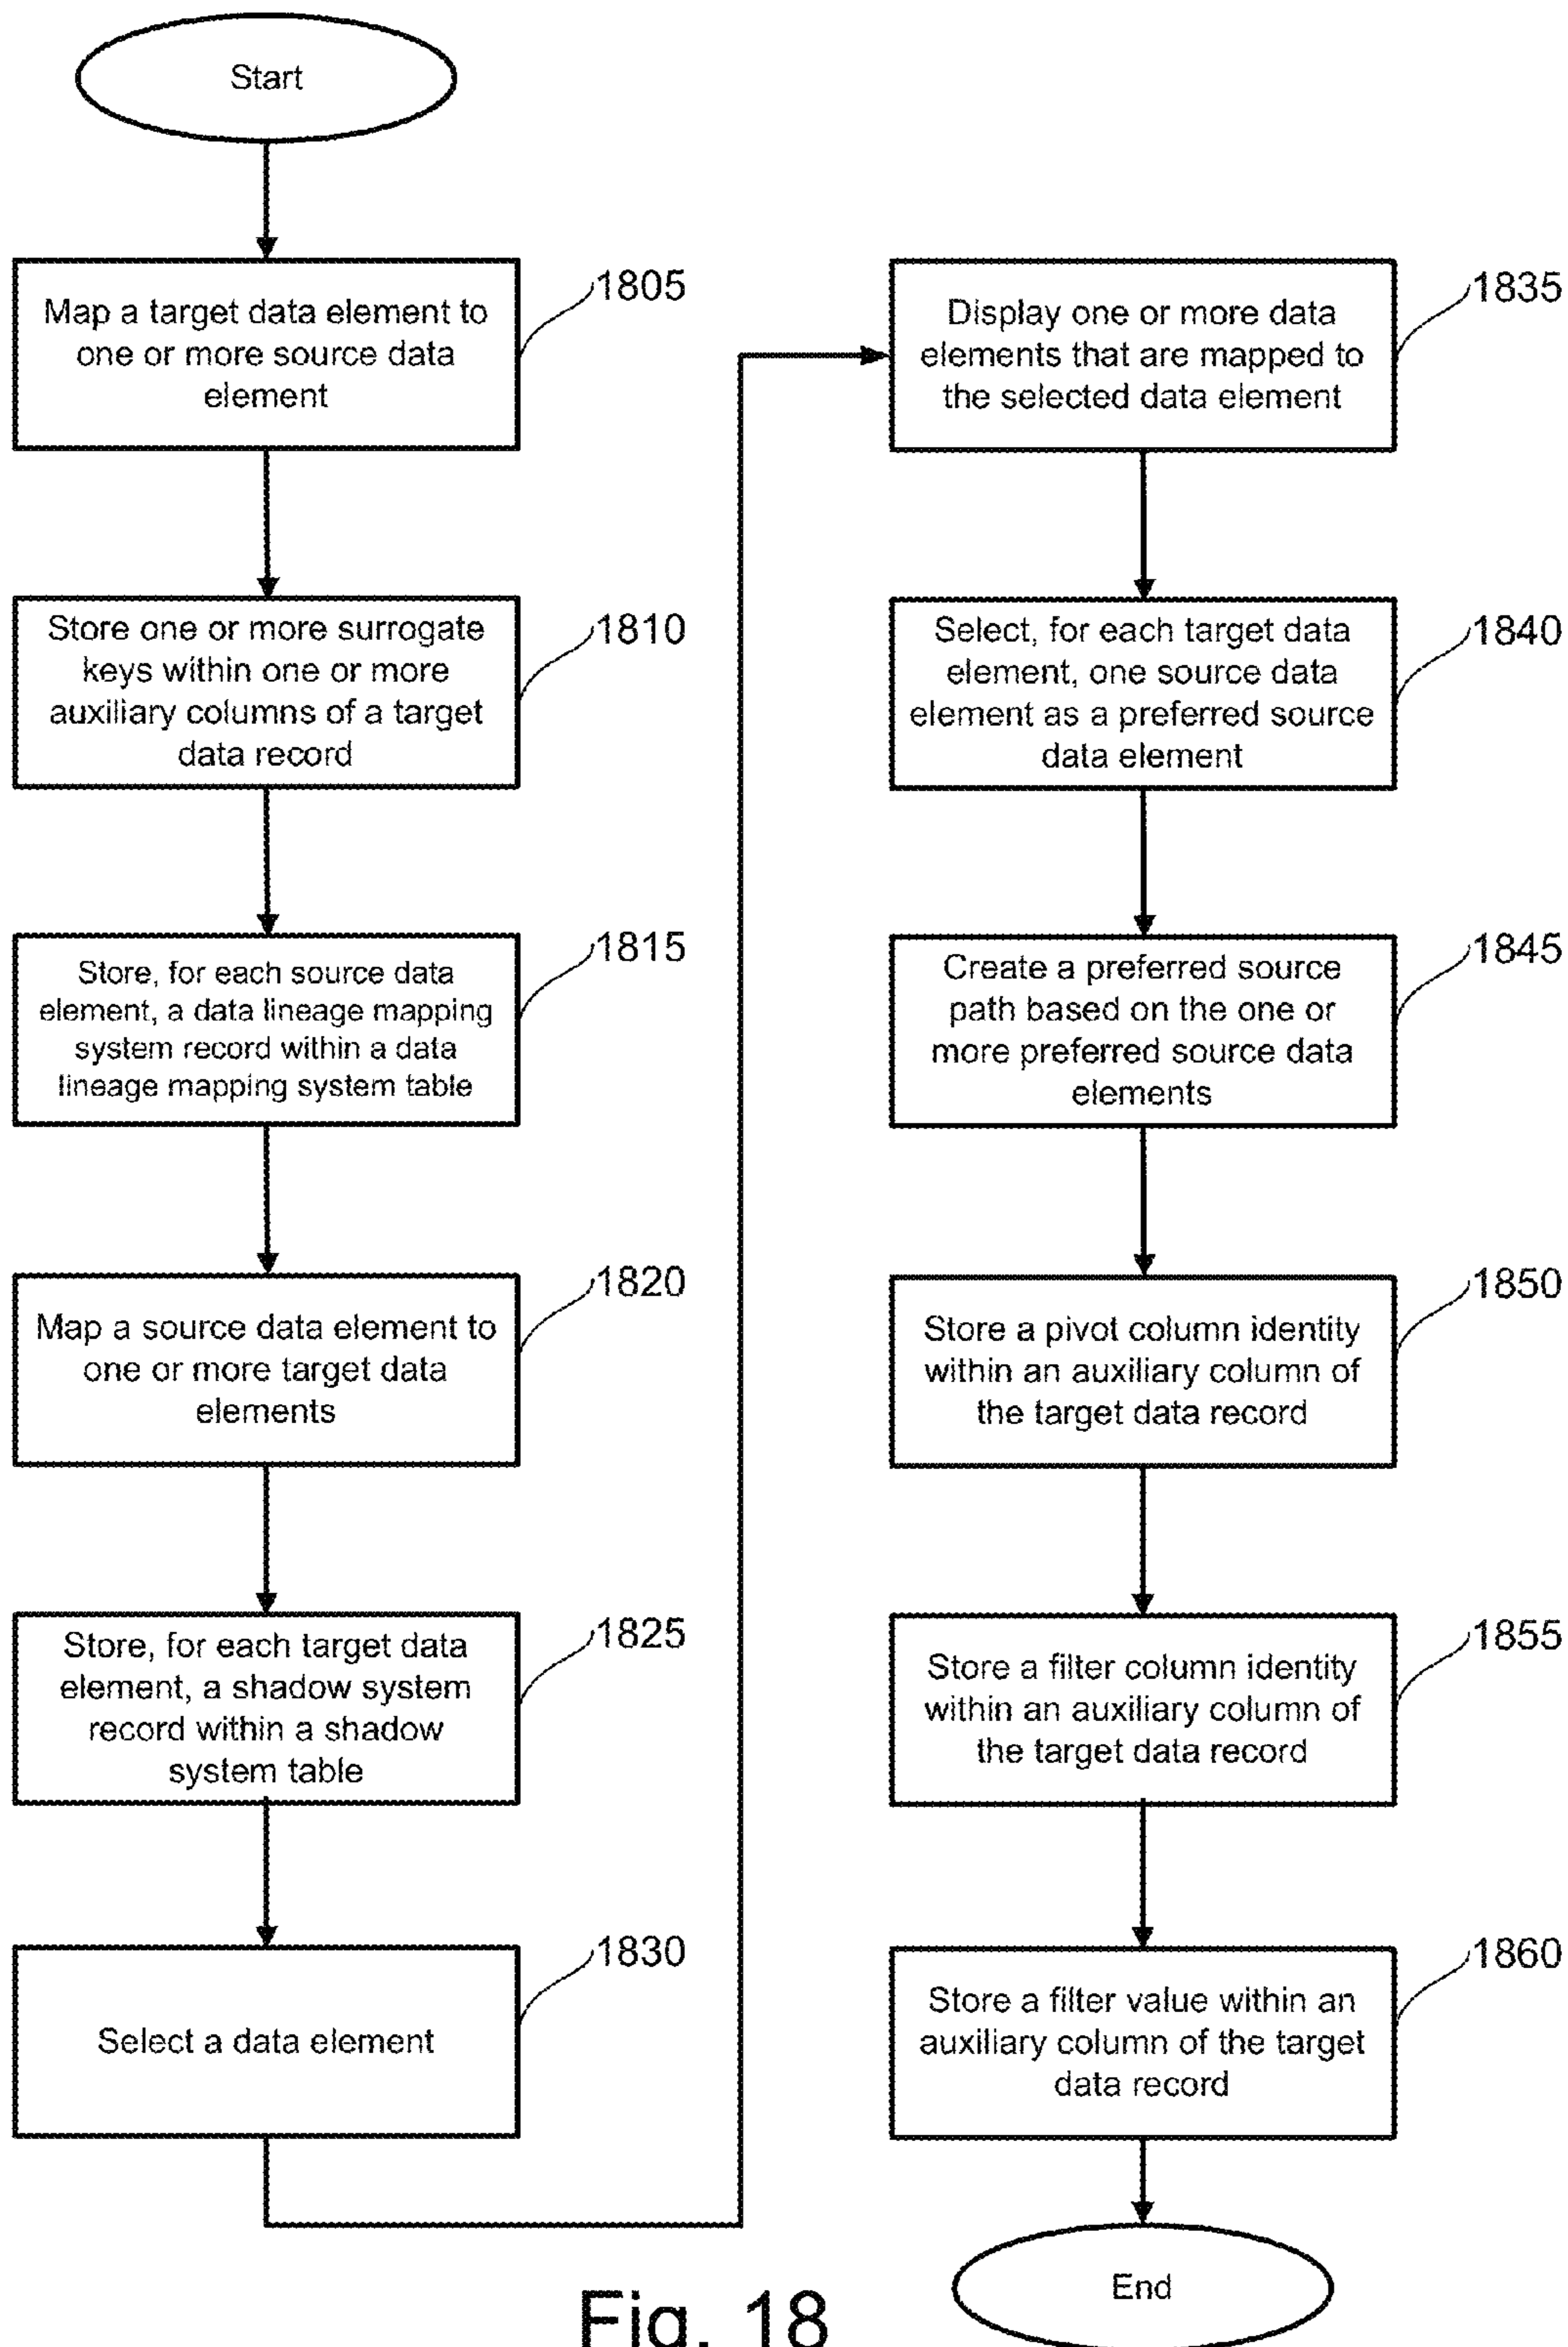 Start
Map a target data element to
one or more source data
element
1805
Store one or more surrogate
keys within one or more
auxiliary columns of a target
data record
1810
Store, for each source data
element, a data lineage mapping
system record within a data
lineage mapping system table
1815
Map a source data element to
one or more target data
elements
1820
Store, for each target data
element, a shadow system
record within a shadow
system table
1825
Select a data element
1830
Display one or more data
elements that are mapped to
the selected data element
1835
Select, for each target data
element, one source data
element as a preferred source
data element
1840
Create a preferred source
path based on the one or
more preferred source data
elements
1845
Store a pivot column identity
within an auxiliary column of
the target data record
1850
Store a filter column identity
within an auxiliary column of
the target data record
1855
Store a filter value within an
auxiliary column of the target
data record
1860
End
Fig. 18